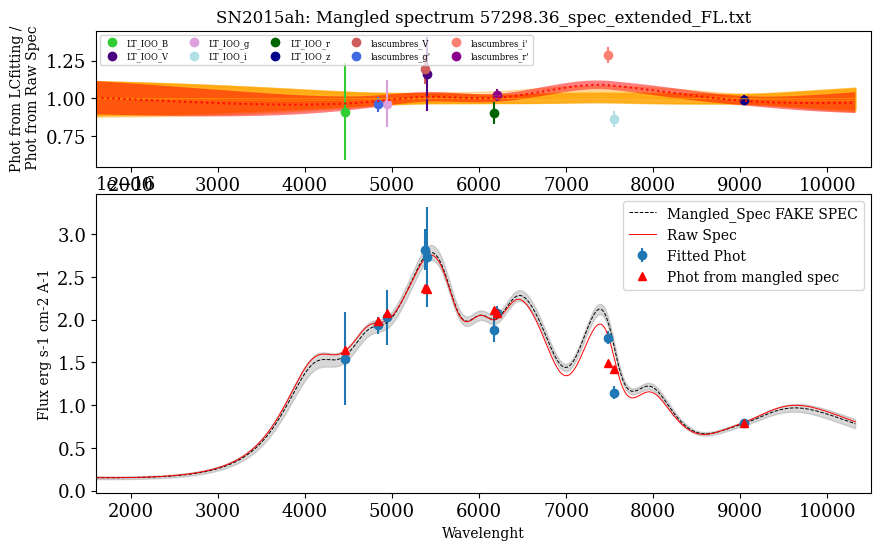 SN2015ah: Mangled spectrum 57298.36_spec_extended_FL.txt
Phot from LCfitting /
Phot from Raw Spec
1.25
1.00
0.75
LT_IOO_B LT_IOO_g LT_IOO_r lascumbres_V lascumbres_i'
LT_IOO_V LT_IOO_i LT_IOO_z lascumbres_g' lascumbres_r'
2000 3000 4000 5000 6000 7000 8000 9000 10000
1e−16
Flux erg s-1 cm-2 A-1
3.0
2.5
2.0
1.5
1.0
0.5
0.0
Mangled_Spec FAKE SPEC
Raw Spec
Fitted Phot
Phot from mangled spec
2000 3000 4000 5000 6000 7000 8000 9000 10000
Wavelenght